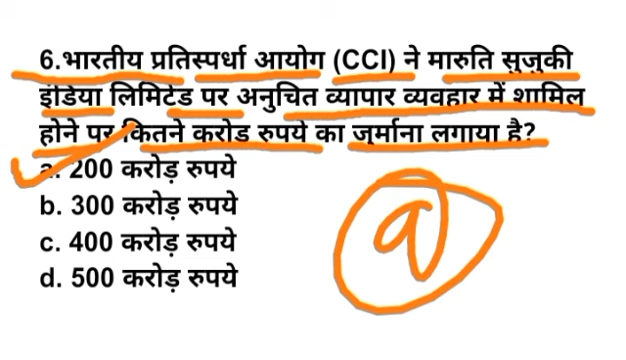 6.भारतीय प्रतिस्पर्धा आयोग (CCI) ने मारुति सुजुकी
इंडिया लिमिटेड पर अनुचित व्यापार व्यवहार में शामिल
होने पर कितने करोड रुपये का जुर्माना लगाया है?
a. 200 करोड़ रुपये
b. 300 करोड़ रुपये
c. 400 करोड़ रुपये
d. 500 करोड़ रुपये
a